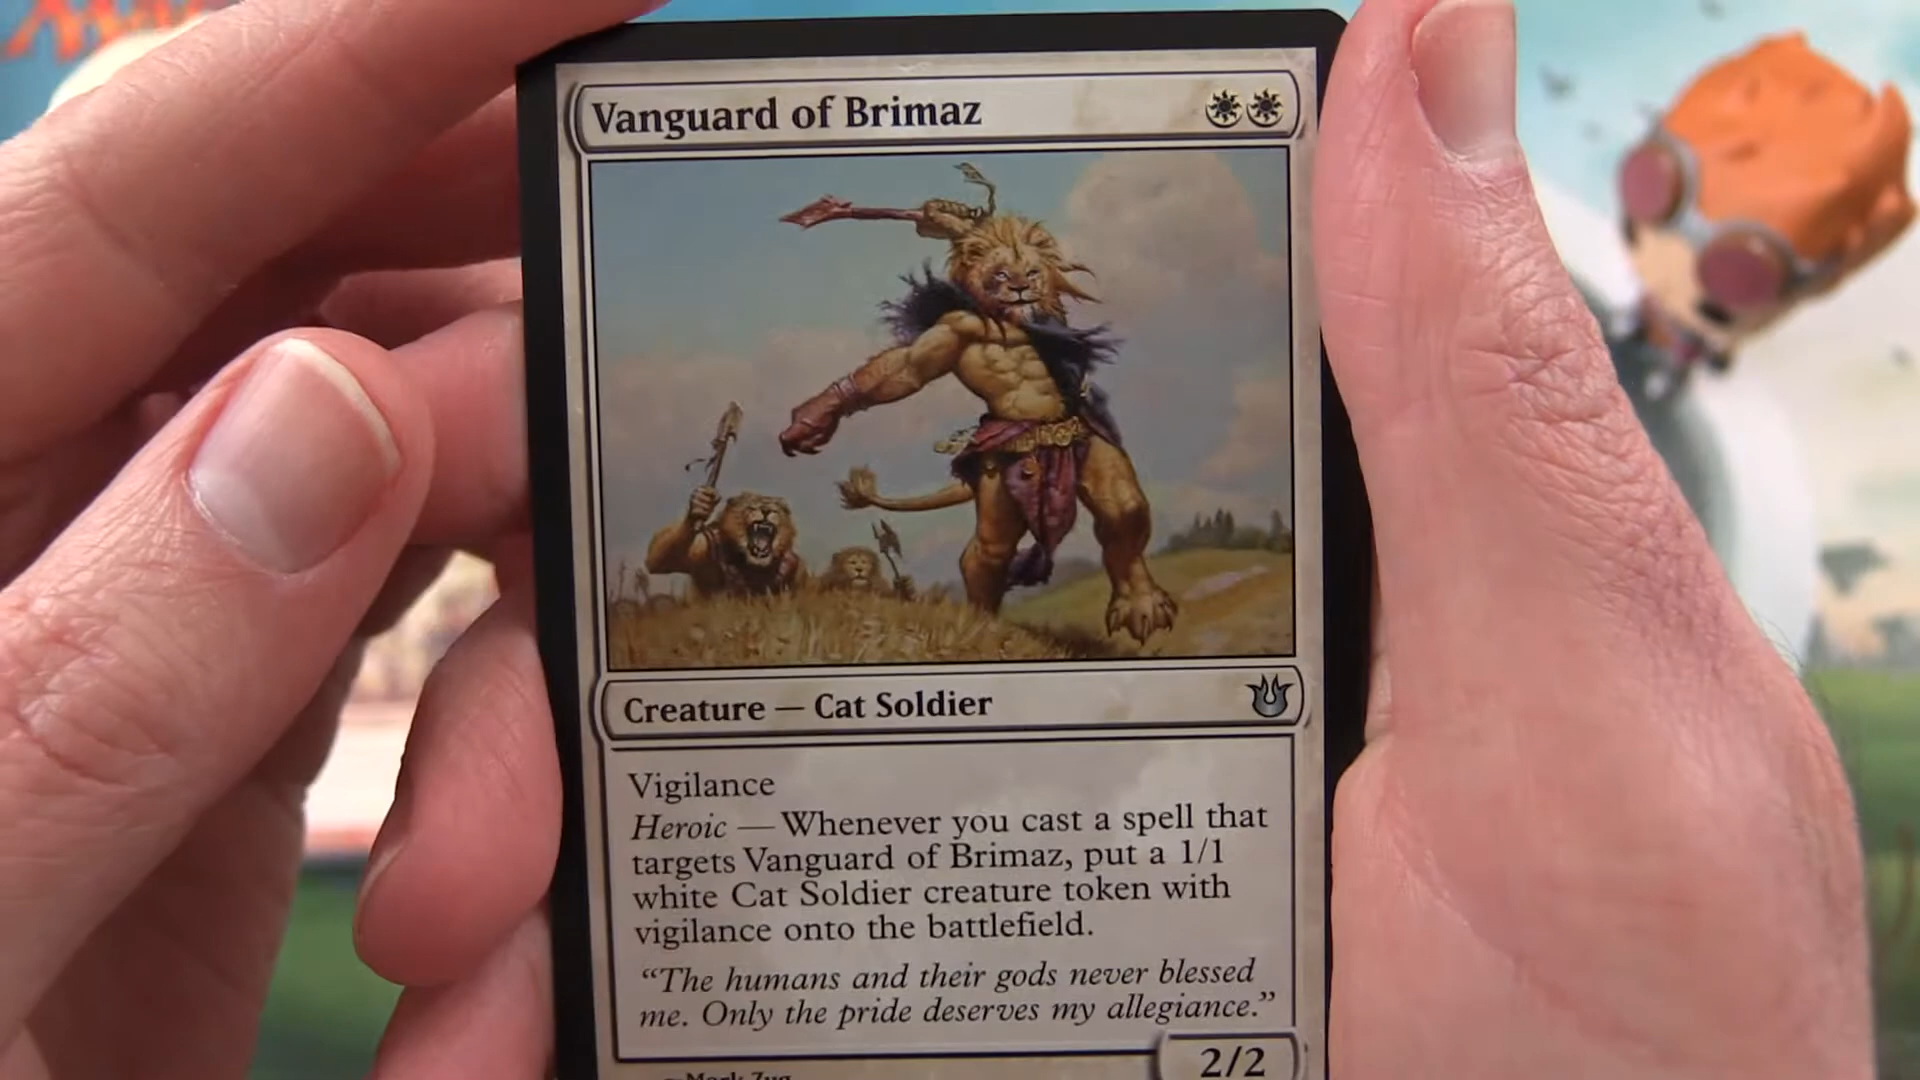 Vanguard of Brimaz
Creature — Cat Soldier
Vigilance
Heroic — Whenever you cast a spell that
targets Vanguard of Brimaz, put a 1/1
white Cat Soldier creature token with
vigilance onto the battlefield.
“The humans and their gods never blessed
me. Only the pride deserves my allegiance.”
2/2
Mark Zug